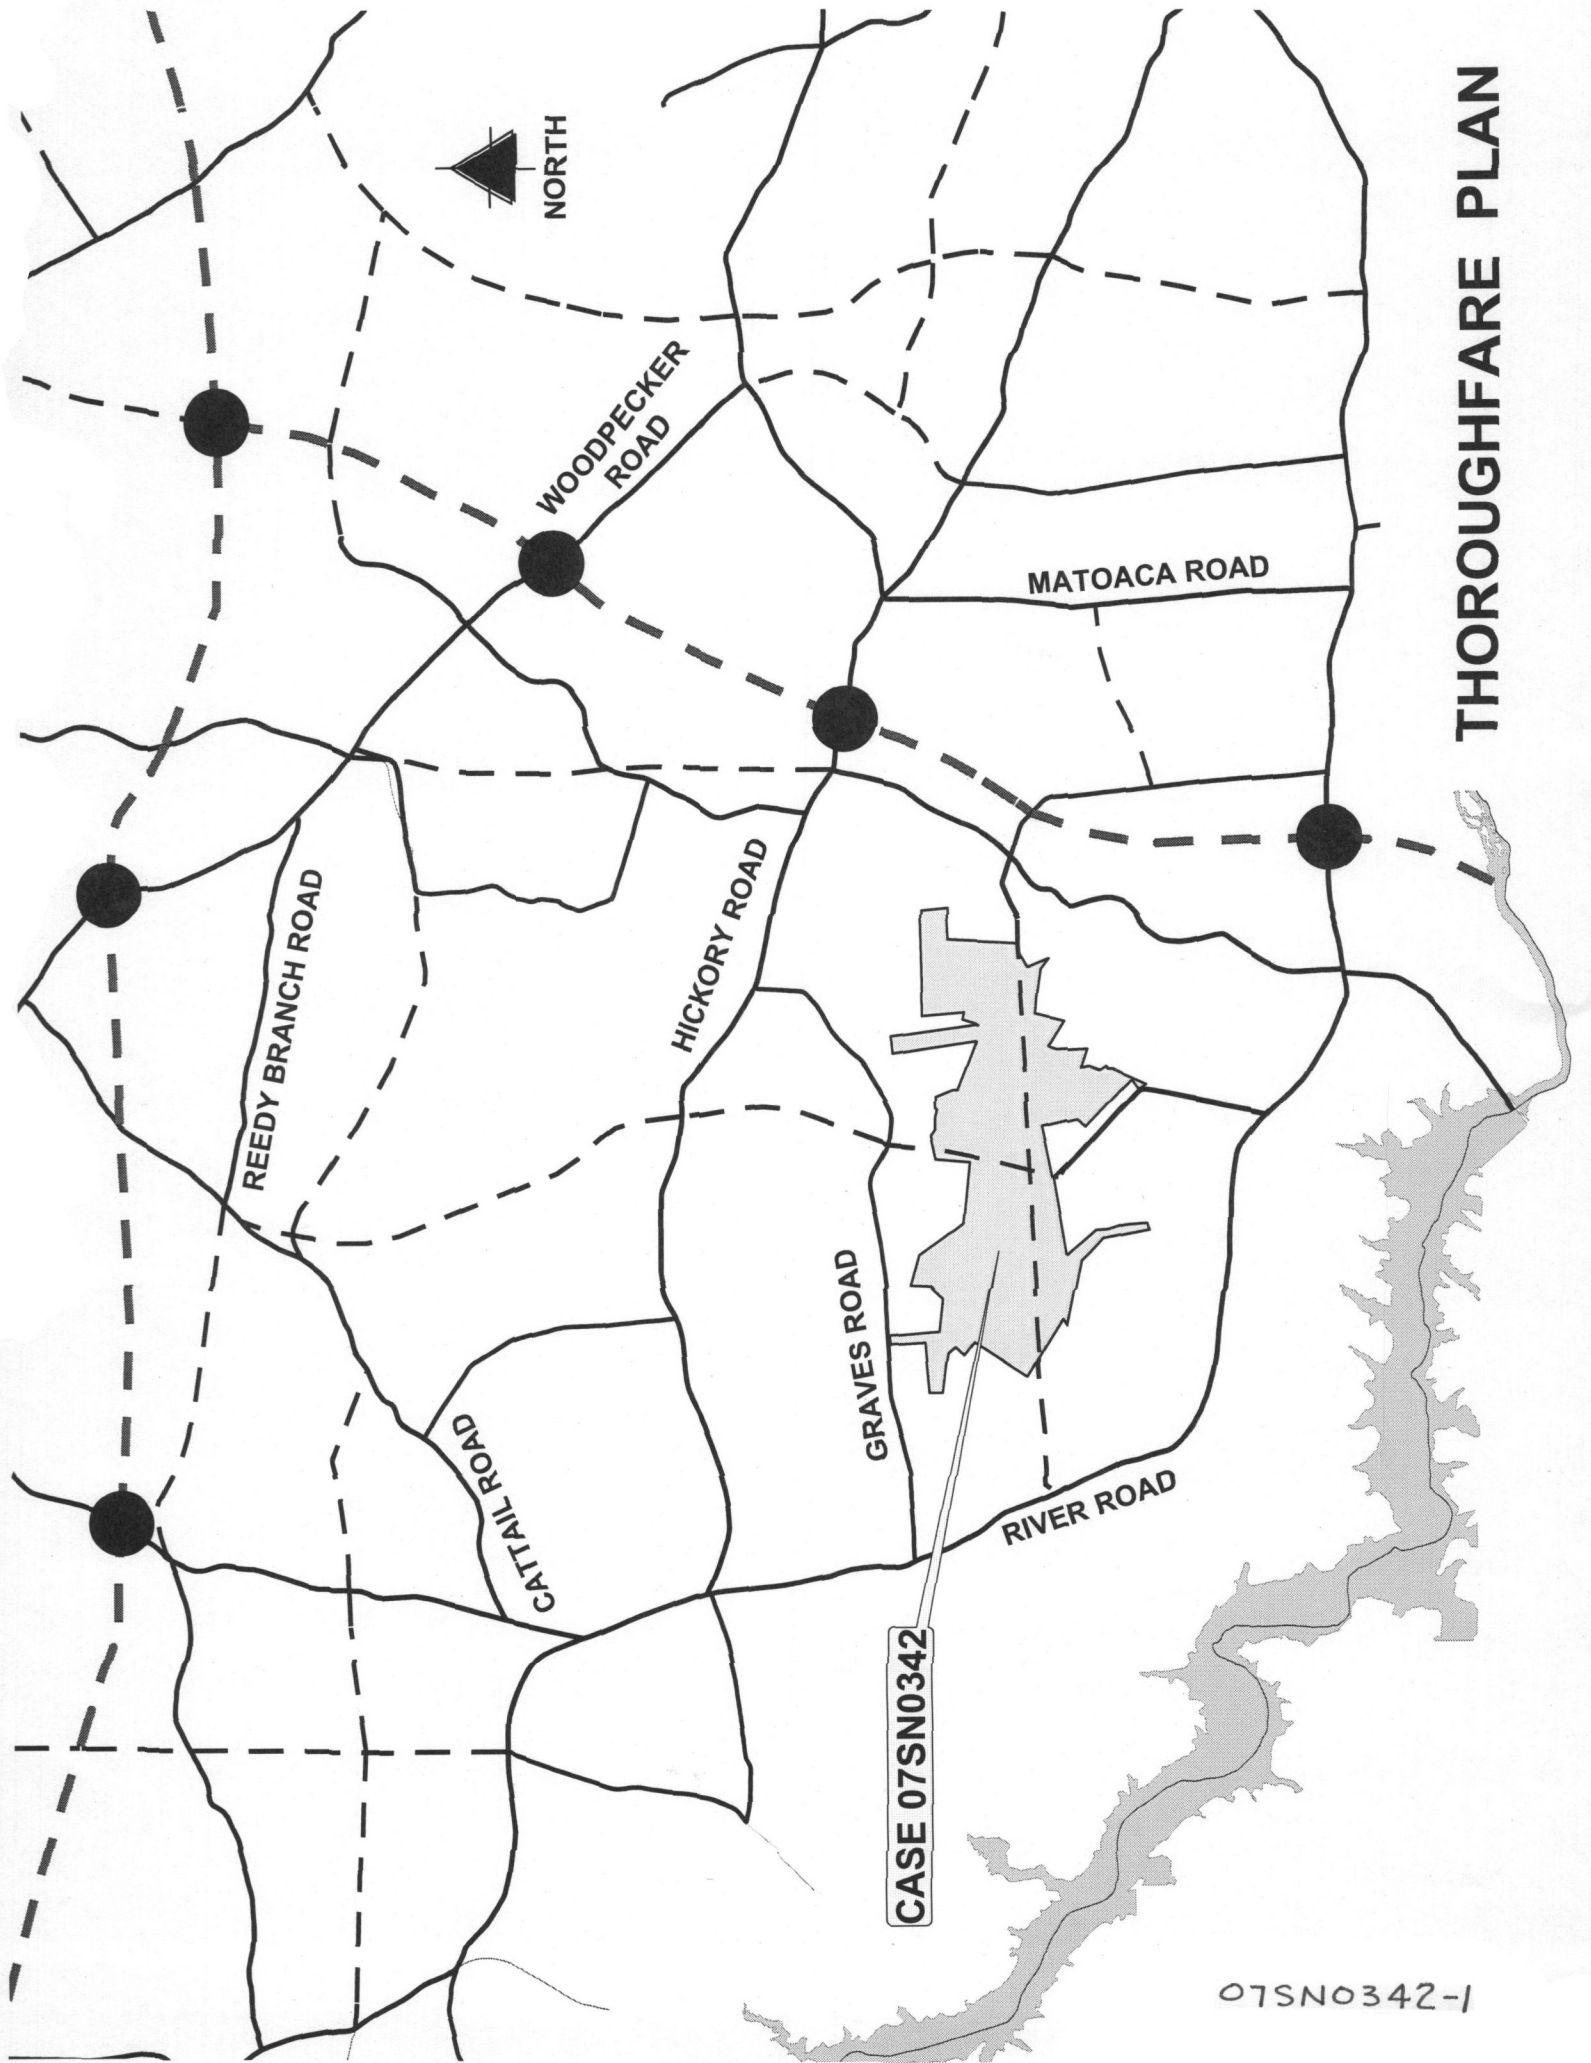 NORTH
WOODPECKER
ROAD
MATOACA ROAD
REEDY BRANCH ROAD
HICKORY ROAD
CATTAIL ROAD
GRAVES ROAD
RIVER ROAD
CASE 07SN0342
THOROUGHFARE PLAN
07SN0342-1